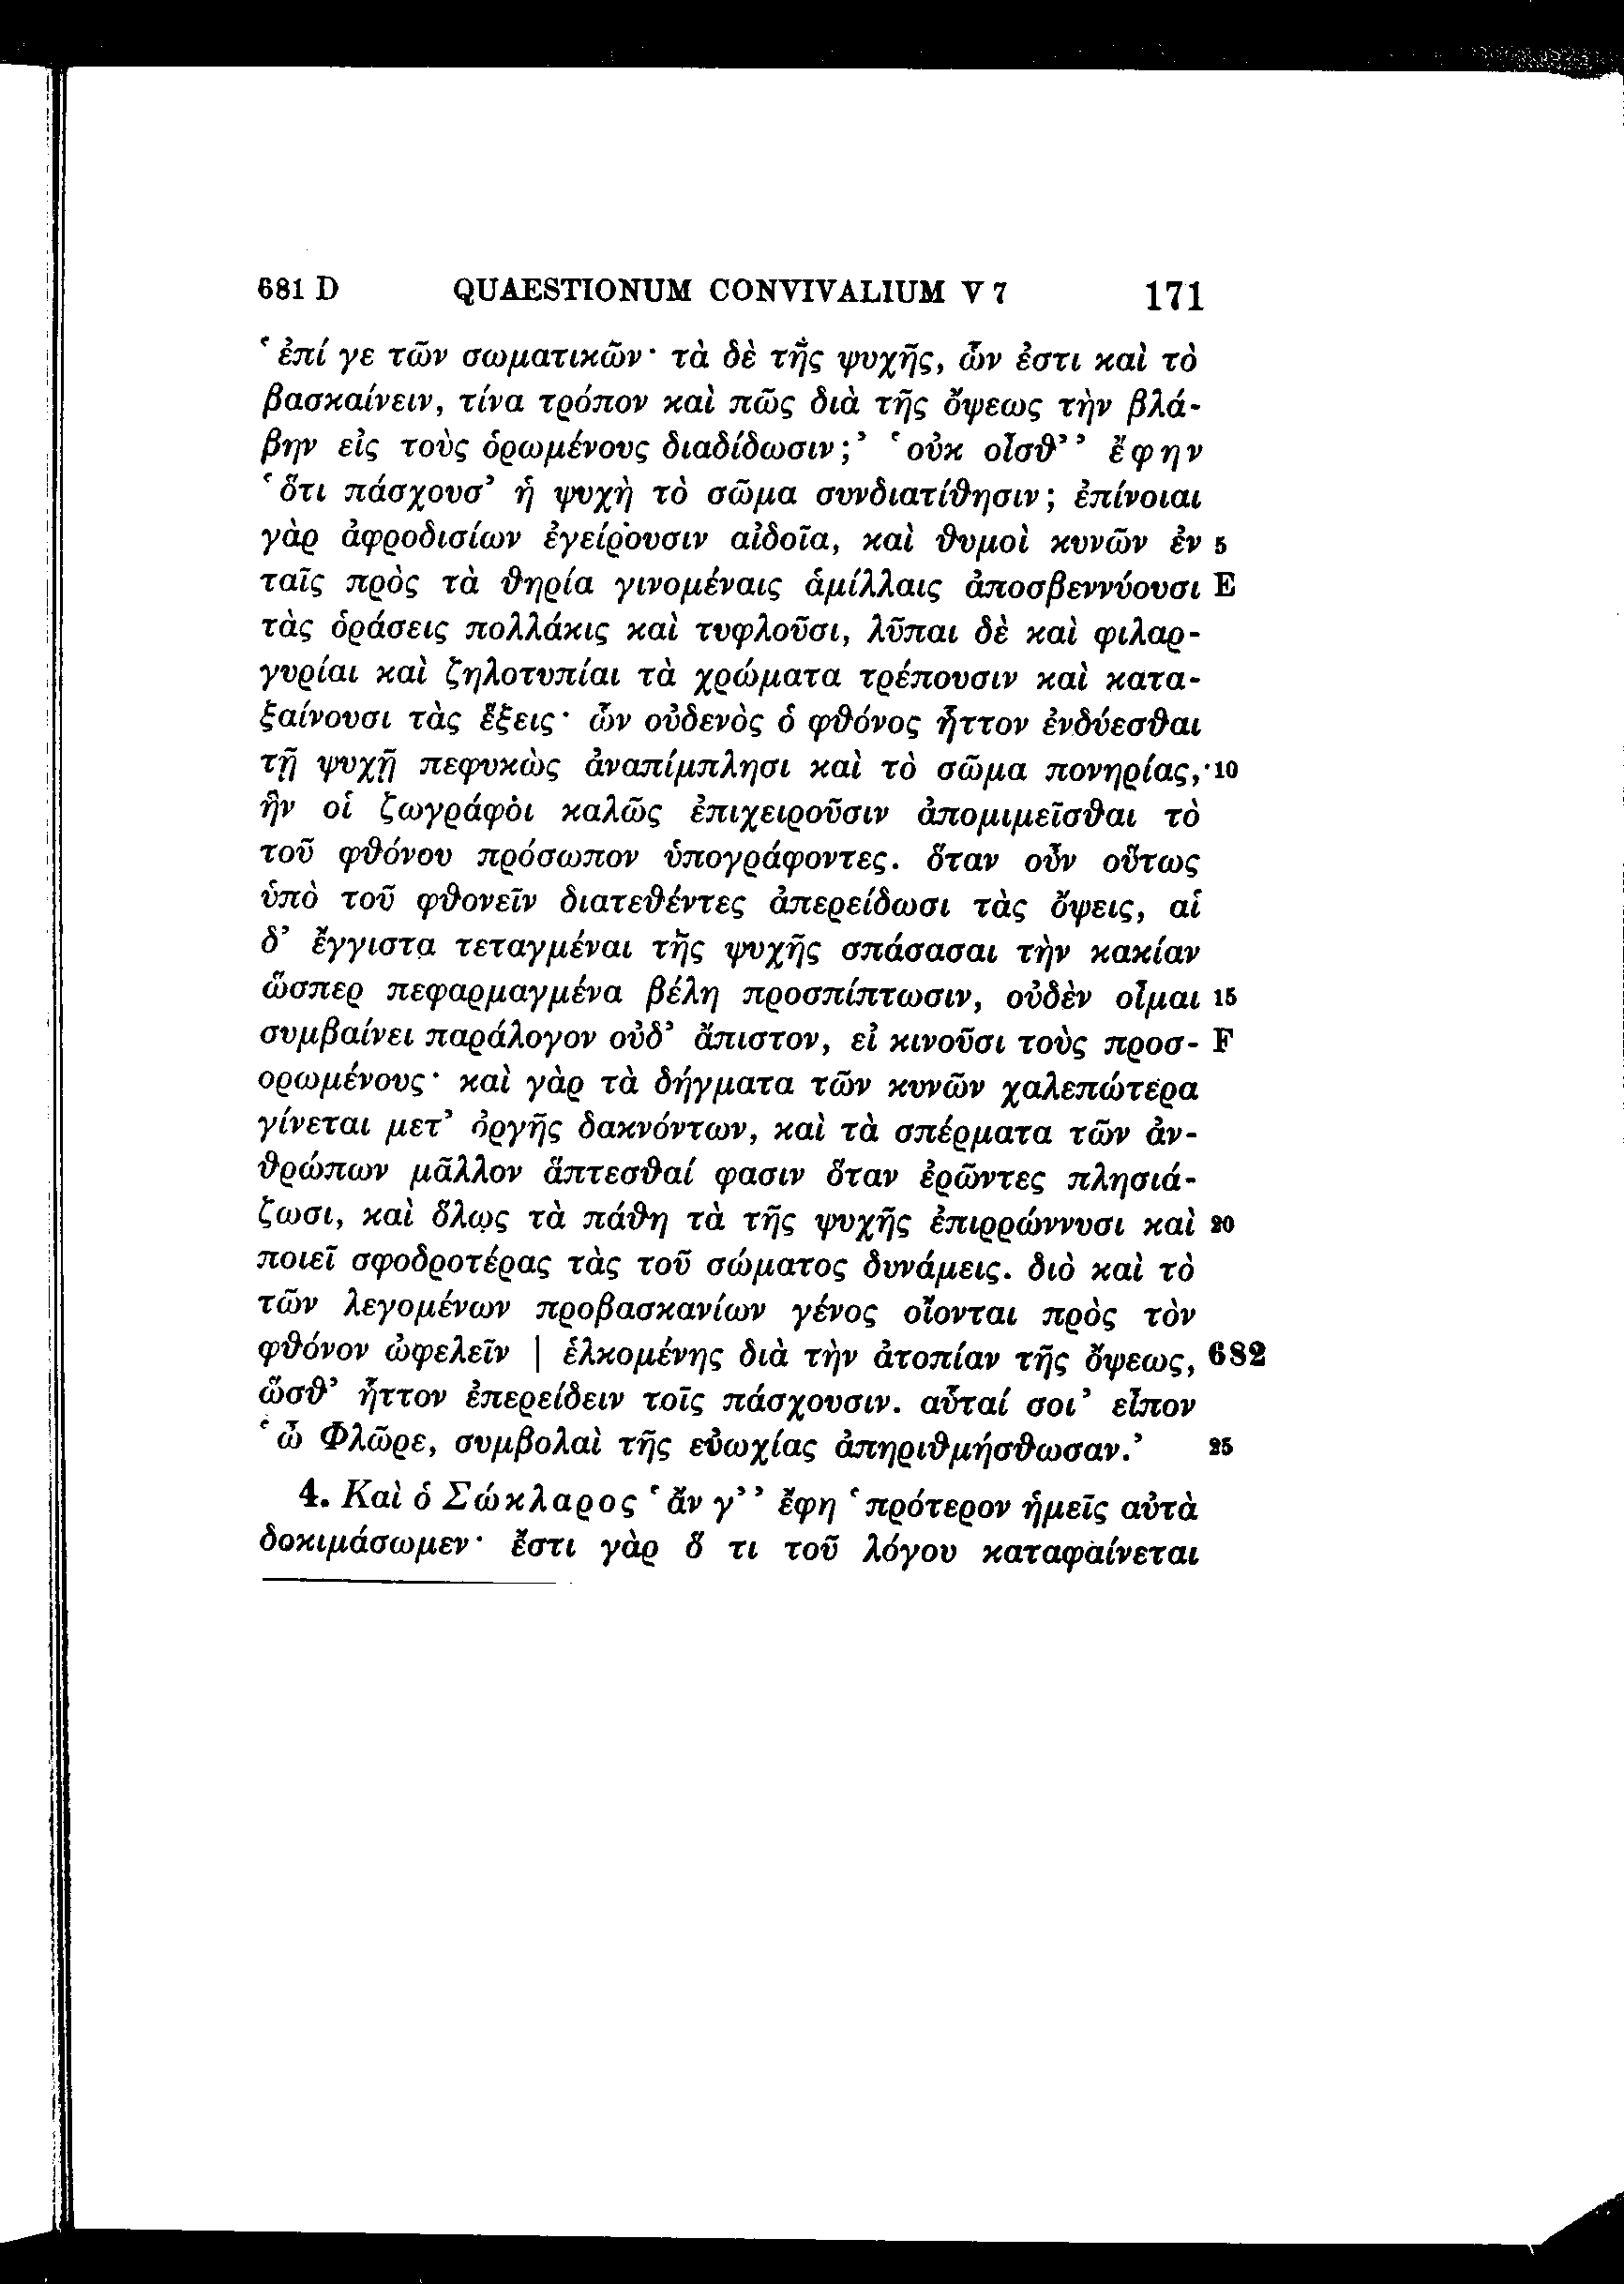 681 D QUAESTIONUM CONVIVALIUM V 7 171
‘ἐπί γε τῶν σωματικῶν· τὰ δὲ τῆς ψυχῆς, ὧν ἐστι καὶ τὸ
βασκαίνειν, τίνα τρόπον καὶ πῶς διὰ τῆς ὄψεως τὴν βλά-
βην εἰς τοὺς ὁρωμένους διαδίδωσιν;’ ‘οὐκ οἶσθ’’ ἔφην
‘ὅτι πάσχουσ’ ἡ ψυχὴ τὸ σῶμα συνδιατίθησιν; ἐπίνοιαι
γὰρ ἀφροδισίων ἐγείρουσιν αἰδοῖα, καὶ θυμοὶ κυνῶν ἐν 5
ταῖς πρὸς τὰ θηρία γινομέναις ἁμίλλαις ἀποσβεννύουσι E
τὰς ὁράσεις πολλάκις καὶ τυφλοῦσι, λῦπαι δὲ καὶ φιλαρ-
γυρίαι καὶ ζηλοτυπίαι τὰ χρώματα τρέπουσιν καὶ κατα-
ξαίνουσι τὰς ἕξεις· ὧν οὐδενὸς ὁ φθόνος ἧττον ἐνδύεσθαι
τῇ ψυχῇ πεφυκὼς ἀναπίμπλησι καὶ τὸ σῶμα πονηρίας, 10
ἣν οἱ ζωγράφοι καλῶς ἐπιχειροῦσιν ἀπομιμεῖσθαι τὸ
τοῦ φθόνου πρόσωπον ὑπογράφοντες. ὅταν οὖν οὕτως
ὑπὸ τοῦ φθονεῖν διατεθέντες ἀπερείδωσι τὰς ὄψεις, αἱ
δ’ ἔγγιστα τεταγμέναι τῆς ψυχῆς σπάσασαι τὴν κακίαν
ὥσπερ πεφαρμαγμένα βέλη προσπίπτωσιν, οὐδὲν οἶμαι 15
συμβαίνει παράλογον οὐδ’ ἄπιστον, εἰ κινοῦσι τοὺς προσ- F
ορωμένους· καὶ γὰρ τὰ δήγματα τῶν κυνῶν χαλεπώτερα
γίνεται μετ’ ὀργῆς δακνόντων, καὶ τὰ σπέρματα τῶν ἀν-
θρώπων μᾶλλον ἅπτεσθαί φασιν ὅταν ἐρῶντες πλησιά-
ζωσι, καὶ ὅλως τὰ πάθη τὰ τῆς ψυχῆς ἐπιρρώννυσι καὶ 20
ποιεῖ σφοδροτέρας τὰς τοῦ σώματος δυνάμεις. διὸ καὶ τὸ
τῶν λεγομένων προβασκανίων γένος οἴονται πρὸς τὸν
φθόνον ὠφελεῖν | ἑλκομένης διὰ τὴν ἀτοπίαν τῆς ὄψεως, 682
ὥσθ’ ἧττον ἐπερείδειν τοῖς πάσχουσιν. αὗταί σοι’ εἶπον
‘ὦ Φλῶρε, συμβολαὶ τῆς εὐωχίας ἀπηριθμήσθωσαν.’ 25
4. Καὶ ὁ Σώκλαρος ‘ἄν γ’’ ἔφη ‘πρότερον ἡμεῖς αὐτὰ
δοκιμάσωμεν· ἔστι γὰρ ὅ τι τοῦ λόγου καταφαίνεται